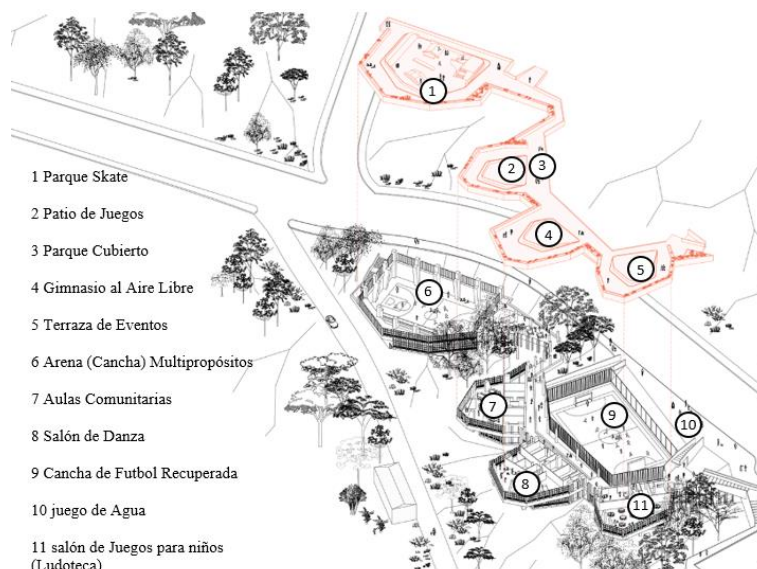 1 Parque Skate
2 Patio de Juegos
3 Parque Cubierto
4 Gimnasio al Aire Libre
5 Terraza de Eventos
6 Arena (Cancha) Multipropósitos
7 Aulas Comunitarias
8 Salón de Danza
9 Cancha de Futbol Recuperada
10 juego de Agua
11 salón de Juegos para niños
(Ludoteca)
1
2
3
4
5
6
7
8
9
10
11